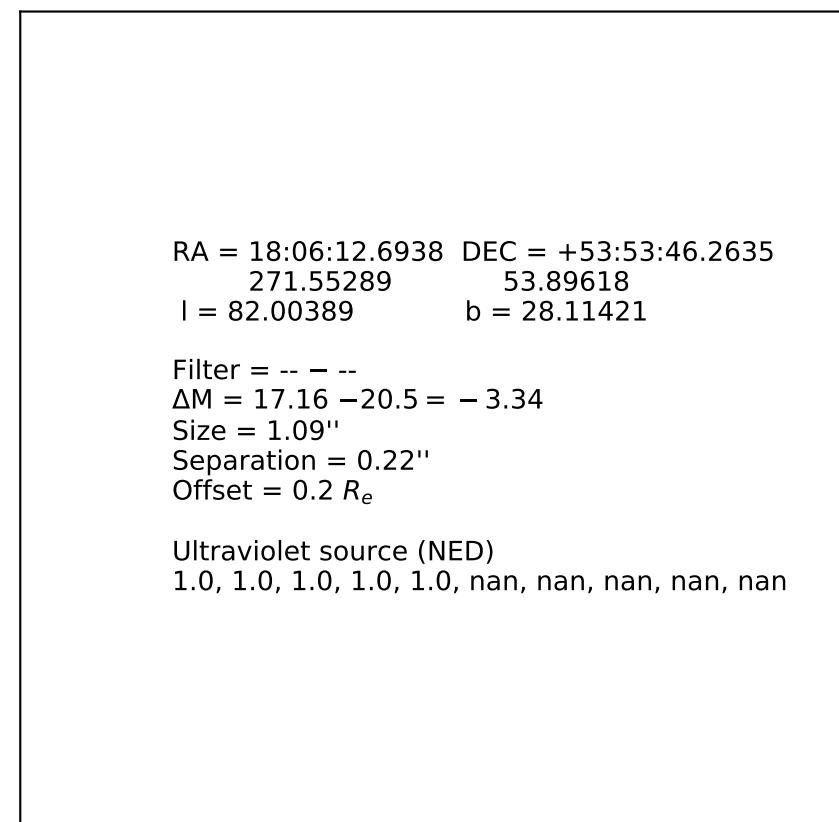 RA = 18:06:12.6938  DEC = +53:53:46.2635
271.55289 53.89618
l = 82.00389 b = 28.11421
Filter = -- − --
ΔM = 17.16 −20.5 = − 3.34
Size = 1.09''
Separation = 0.22''
Offset = 0.2 Rₑ
Ultraviolet source (NED)
1.0, 1.0, 1.0, 1.0, 1.0, nan, nan, nan, nan, nan